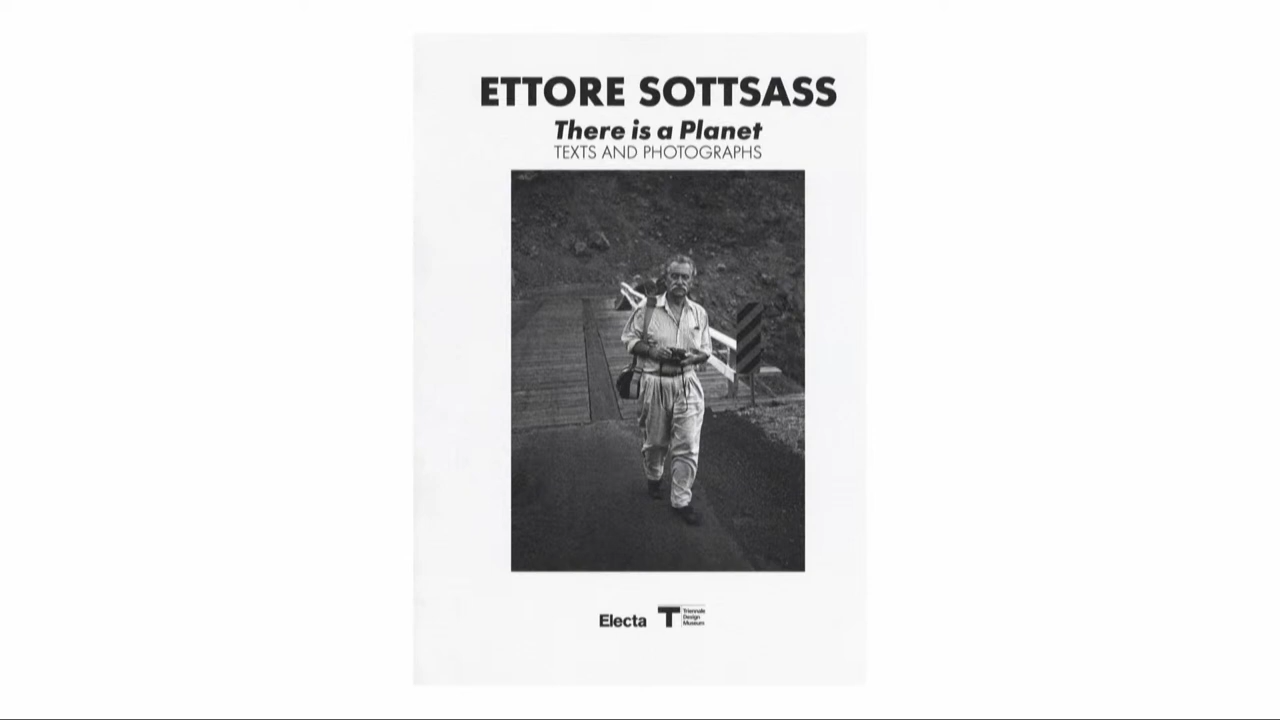 ETTORE SOTTSASS
There is a Planet
TEXTS AND PHOTOGRAPHS
Electa
Triennale
Design
Museum